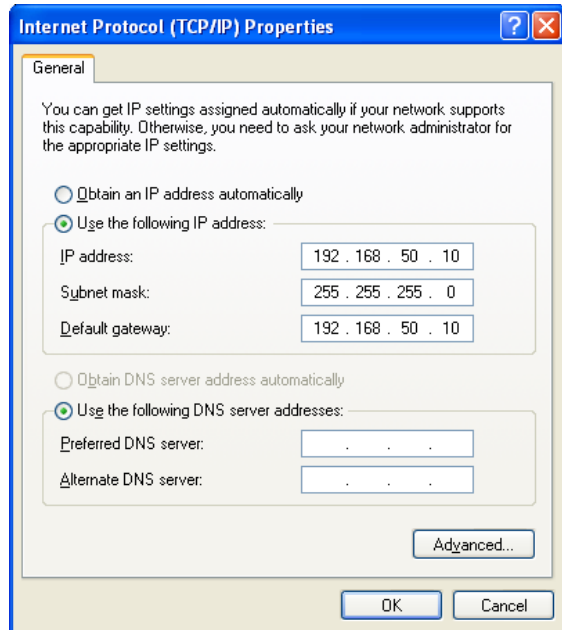 Internet Protocol (TCP/IP) Properties
General
You can get IP settings assigned automatically if your network supports
this capability. Otherwise, you need to ask your network administrator for
the appropriate IP settings.
Obtain an IP address automatically
Use the following IP address:
IP address: 192 . 168 . 50 . 10
Subnet mask: 255 . 255 . 255 . 0
Default gateway: 192 . 168 . 50 . 10
Obtain DNS server address automatically
Use the following DNS server addresses:
Preferred DNS server: . . .
Alternate DNS server: . . .
Advanced...
OK Cancel